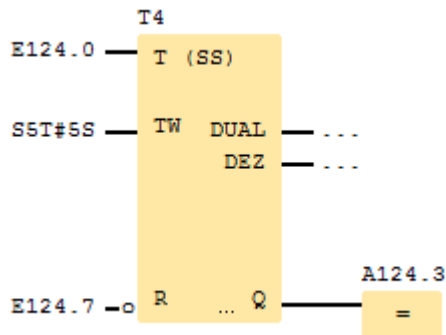 T4
E124.0 T (SS)
S5T#5S TW DUAL ...
DEZ ...
A124.3
E124.7 R ... Q
=